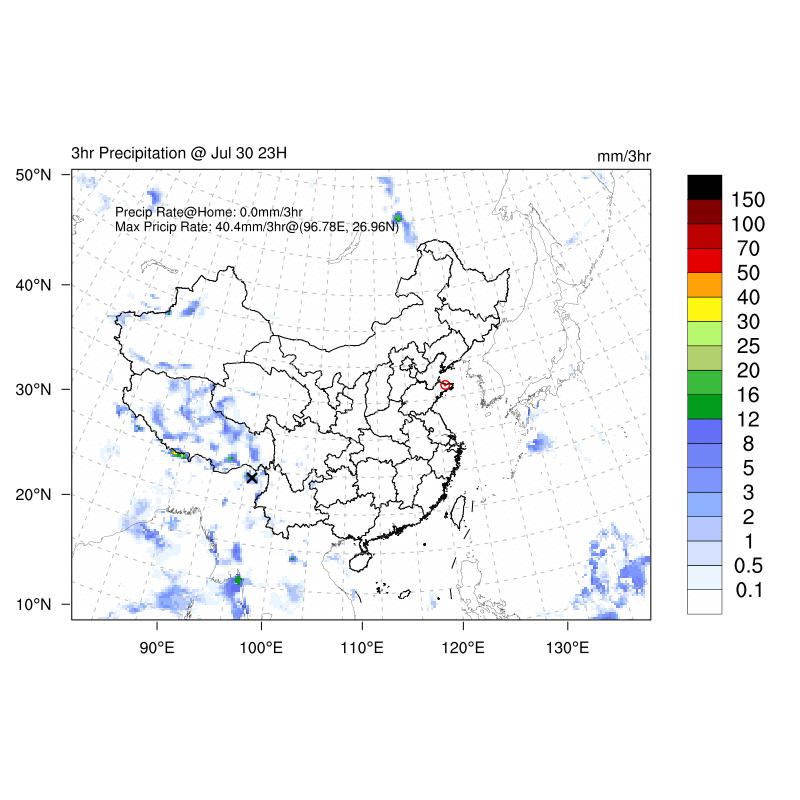 3hr Precipitation @ Jul 30 23H
mm/3hr
Precip Rate@Home: 0.0mm/3hr
Max Pricip Rate: 40.4mm/3hr@(96.78E, 26.96N)
50°N
40°N
30°N
20°N
10°N
90°E
100°E
110°E
120°E
130°E
150
100
70
50
40
30
25
20
16
12
8
5
3
2
1
0.5
0.1